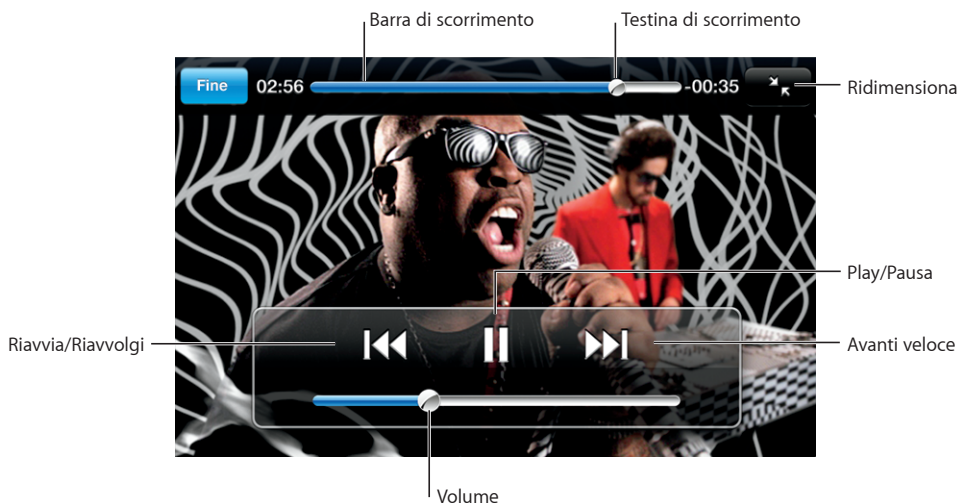 Barra di scorrimento
Testina di scorrimento
Fine
02:56
-00:35
Ridimensiona
Play/Pausa
Riavvia/Riavvolgi
Avanti veloce
Volume